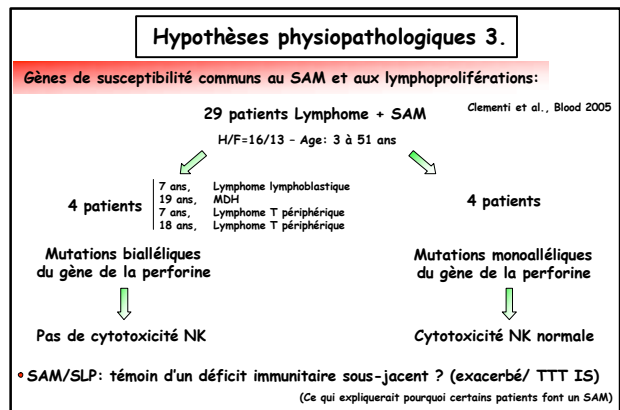 Hypothèses physiopathologiques 3.
Gènes de susceptibilité communs au SAM et aux lymphoproliférations:
Clementi et al., Blood 2005
29 patients Lymphome + SAM
H/F=16/13 - Age: 3 à 51 ans
4 patients
7 ans, Lymphome lymphoblastique
19 ans, MDH
7 ans, Lymphome T périphérique
18 ans, Lymphome T périphérique
4 patients
Mutations bialléliques
du gène de la perforine
Mutations monoalléliques
du gène de la perforine
Pas de cytotoxicité NK
Cytotoxicité NK normale
• SAM/SLP: témoin d'un déficit immunitaire sous-jacent ? (exacerbé/ TTT IS)
(Ce qui expliquerait pourquoi certains patients font un SAM)